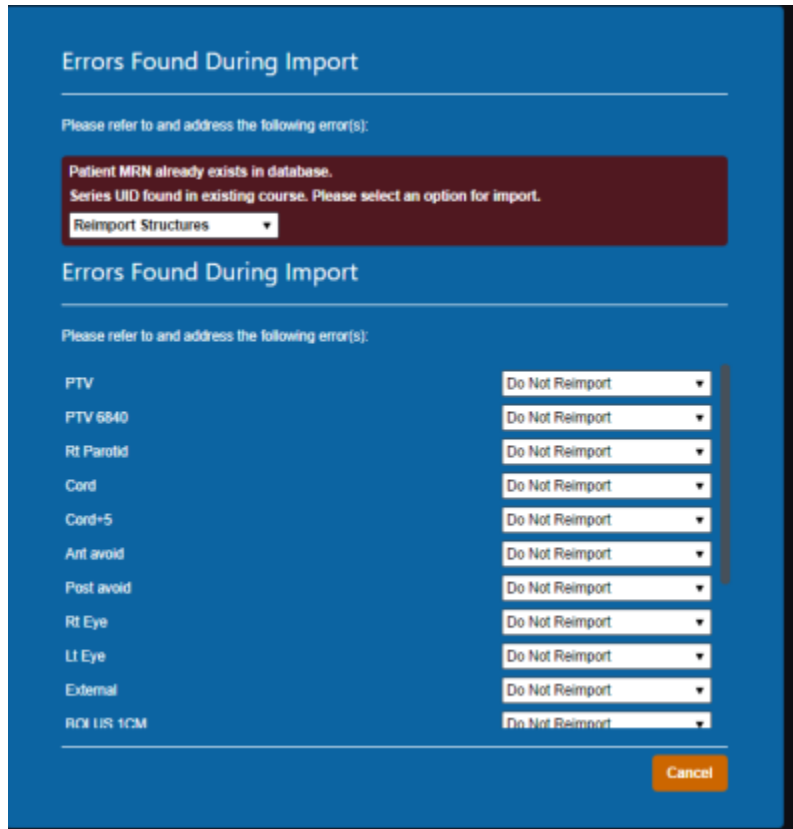 Errors Found During Import
Please refer to and address the following error(s):
Patient MRN already exists in database.
Series UID found in existing course. Please select an option for import.
Reimport Structures
Errors Found During Import
Please refer to and address the following error(s):
PTV Do Not Reimport
PTV 6840 Do Not Reimport
Rt Parotid Do Not Reimport
Cord Do Not Reimport
Cord+5 Do Not Reimport
Ant avoid Do Not Reimport
Post avoid Do Not Reimport
Rt Eye Do Not Reimport
Lt Eye Do Not Reimport
External Do Not Reimport
BOLUS 1CM Do Not Reimport
Cancel